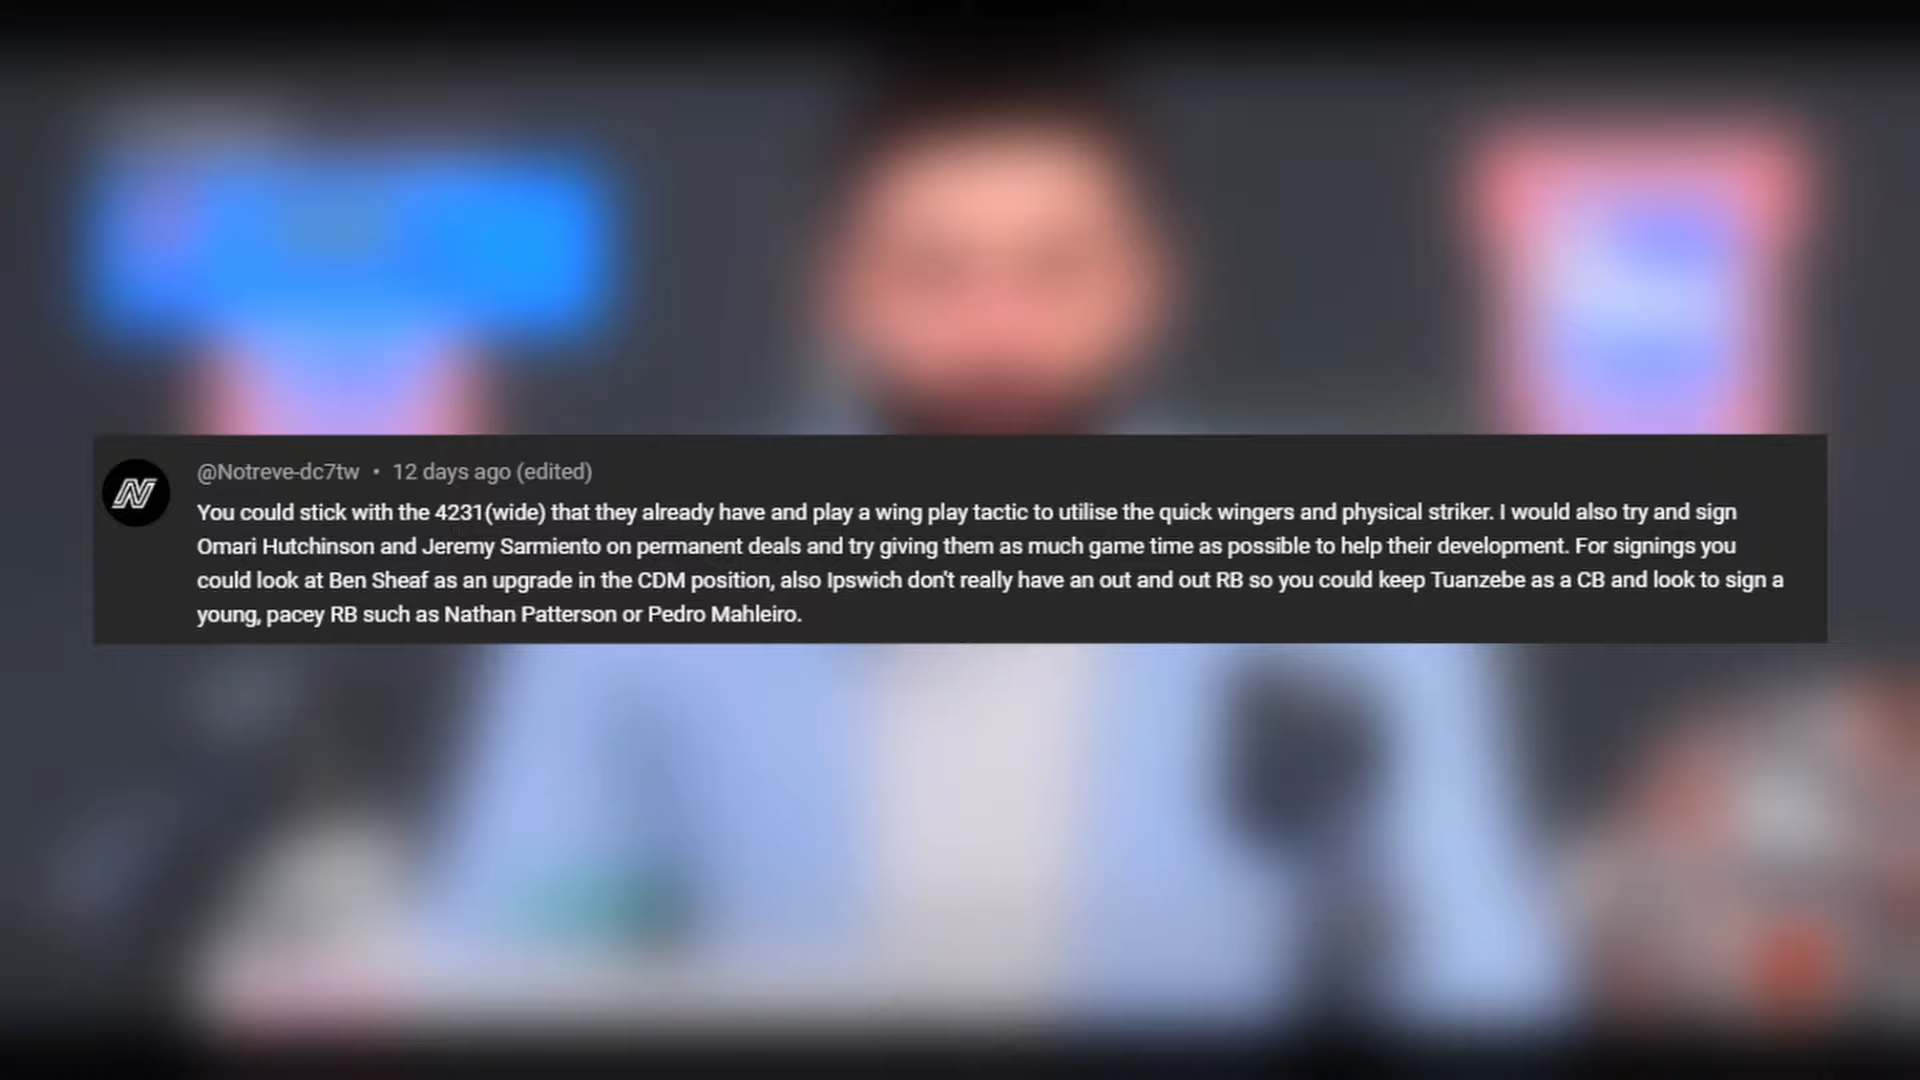 @Notreve-dc7tw • 12 days ago (edited)
You could stick with the 4231(wide) that they already have and play a wing play tactic to utilise the quick wingers and physical striker. I would also try and sign
Omari Hutchinson and Jeremy Sarmiento on permanent deals and try giving them as much game time as possible to help their development. For signings you
could look at Ben Sheaf as an upgrade in the CDM position, also Ipswich don't really have an out and out RB so you could keep Tuanzebe as a CB and look to sign a
young, pacey RB such as Nathan Patterson or Pedro Mahleiro.